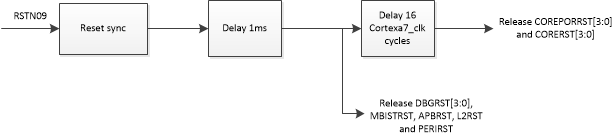 RSTN09
Reset sync
Delay 1ms
Delay 16
Cortexa7_clk
cycles
Release COREPORRST[3:0]
and CORERST[3:0]
Release DBGRST[3:0],
MBISTRST, APBRST, L2RST
and PERIRST